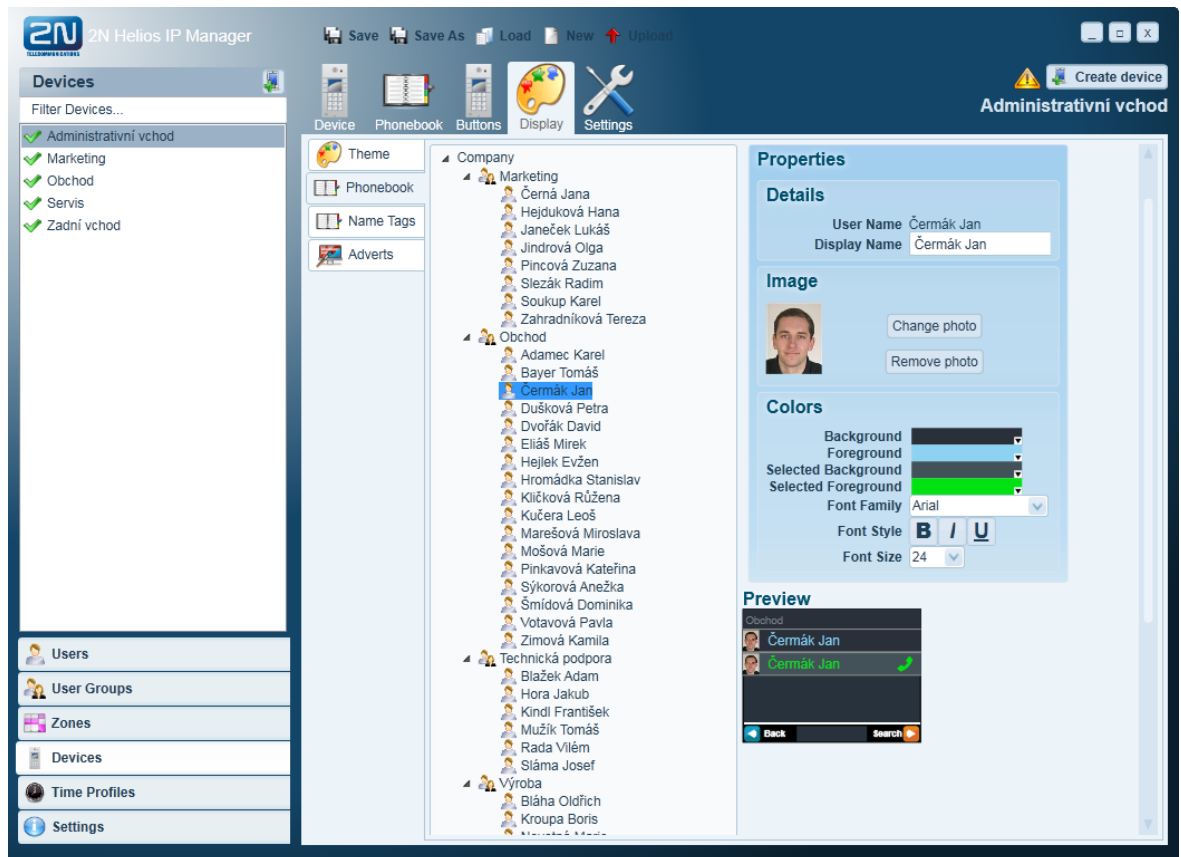 2N
TELECOMMUNICATIONS
2N Helios IP Manager
Save Save As Load New Upload
Devices
Filter Devices...
Administrativní vchod
Marketing
Obchod
Servis
Zadní vchod
Users
User Groups
Zones
Devices
Time Profiles
Settings
Device Phonebook Buttons Display Settings
Create device
Administrativní vchod
Theme
Phonebook
Name Tags
Adverts
Company
Marketing
Černá Jana
Hejduková Hana
Janeček Lukáš
Jindrová Olga
Pincová Zuzana
Slezák Radim
Soukup Karel
Zahradníková Tereza
Obchod
Adamec Karel
Bayer Tomáš
Čermák Jan
Dušková Petra
Dvořák David
Eliáš Mirek
Hejlek Evžen
Hromádka Stanislav
Kličková Růžena
Kučera Leoš
Marešová Miroslava
Mošová Marie
Pinkavová Kateřina
Sýkorová Anežka
Šmídová Dominika
Votavová Pavla
Zimová Kamila
Technická podpora
Blažek Adam
Hora Jakub
Kindl František
Mužík Tomáš
Rada Vilém
Sláma Josef
Výroba
Bláha Oldřich
Kroupa Boris
Properties
Details
User Name Čermák Jan
Display Name Čermák Jan
Image
Change photo
Remove photo
Colors
Background
Foreground
Selected Background
Selected Foreground
Font Family Arial
Font Style B I U
Font Size 24
Preview
Obchod
Čermák Jan
Čermák Jan
Back Search